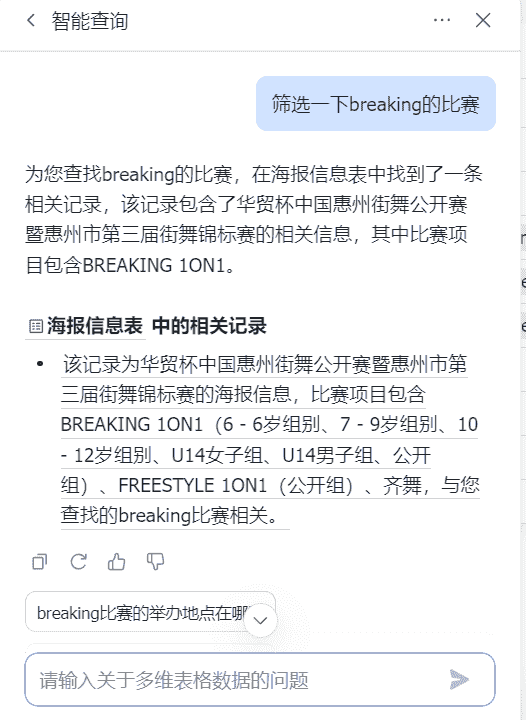 智能查询
筛选一下breaking的比赛
为您查找breaking的比赛，在海报信息表中找到了一条
相关记录，该记录包含了华贸杯中国惠州街舞公开赛
暨惠州市第三届街舞锦标赛的相关信息，其中比赛项
目包含BREAKING 1ON1。
海报信息表 中的相关记录
• 该记录为华贸杯中国惠州街舞公开赛暨惠州市第
三届街舞锦标赛的海报信息，比赛项目包含
BREAKING 1ON1（6 - 6岁组别、7 - 9岁组别、10
- 12岁组别、U14女子组、U14男子组、公开
组）、FREESTYLE 1ON1（公开组）、齐舞，与您
查找的breaking比赛相关。
breaking比赛的举办地点在哪
请输入关于多维表格数据的问题